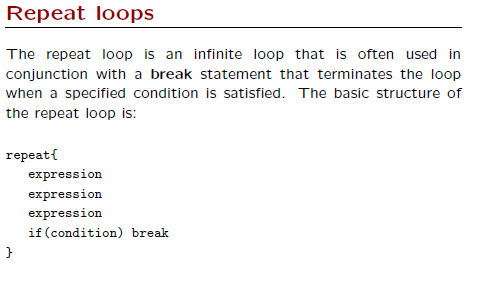 Repeat loops
The repeat loop is an infinite loop that is often used in
conjunction with a break statement that terminates the loop
when a specified condition is satisfied. The basic structure of
the repeat loop is:
repeat{
   expression
   expression
   expression
   if(condition) break
}